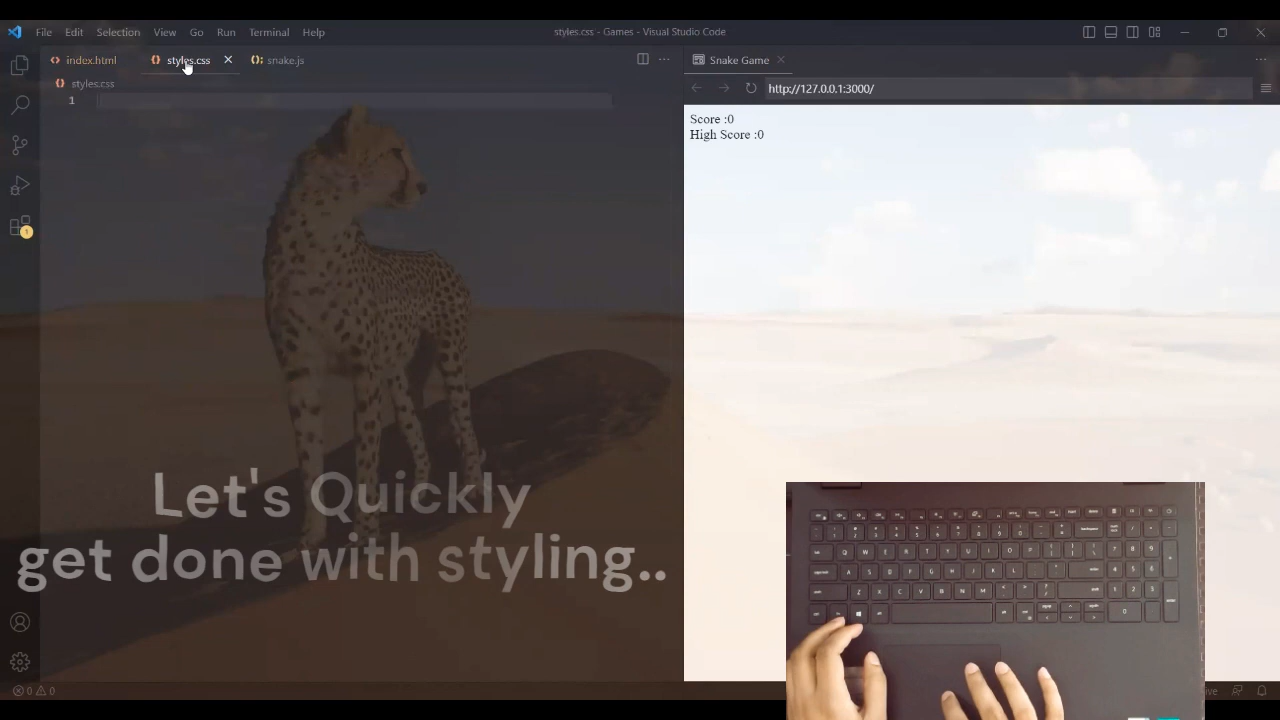 File Edit Selection View Go Run Terminal Help
styles.css - Games - Visual Studio Code
index.html styles.css snake.js
styles.css
1
Snake Game
http://127.0.0.1:3000/
Score :0
High Score :0
Let's Quickly
get done with styling..
0 0